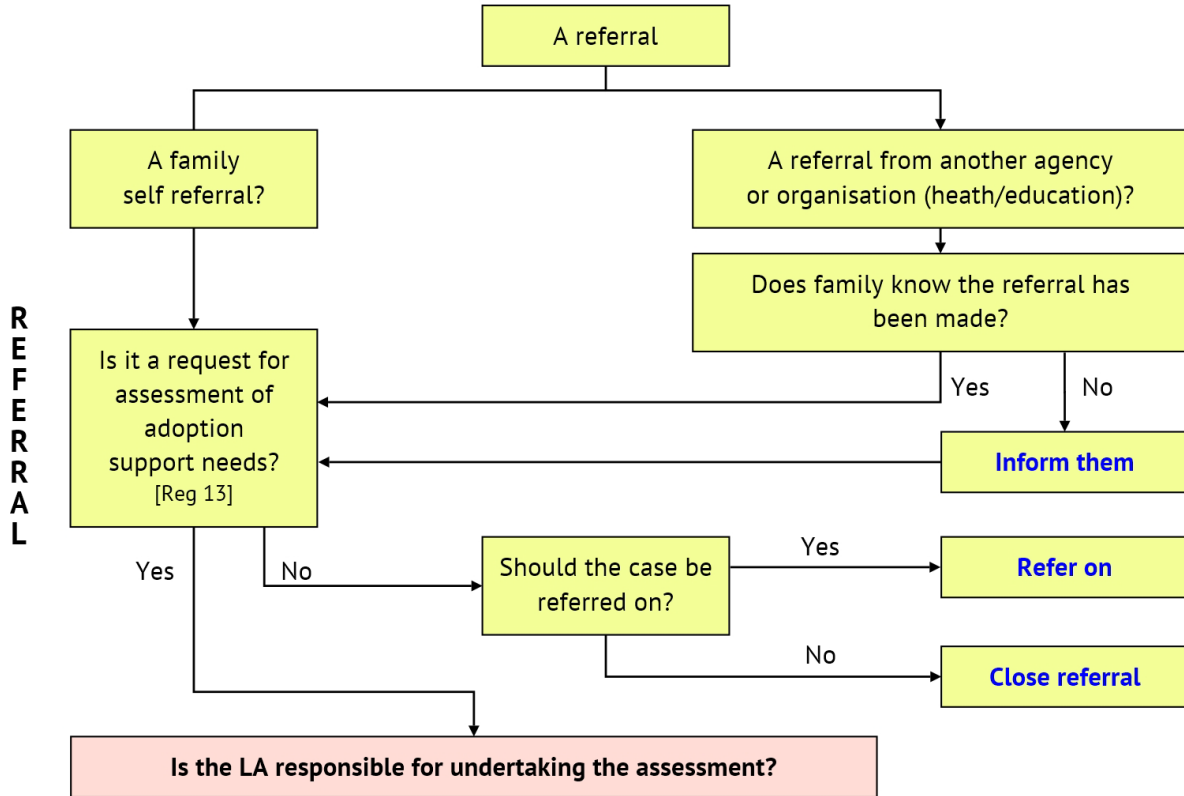 A referral
A family
self referral?
A referral from another agency
or organisation (heath/education)?
Does family know the referral has
been made?
REFERRAL
Is it a request for
assessment of
adoption
support needs?
[Reg 13]
Yes
No
Inform them
Yes
No
Should the case be
referred on?
Yes
Refer on
No
Close referral
Is the LA responsible for undertaking the assessment?